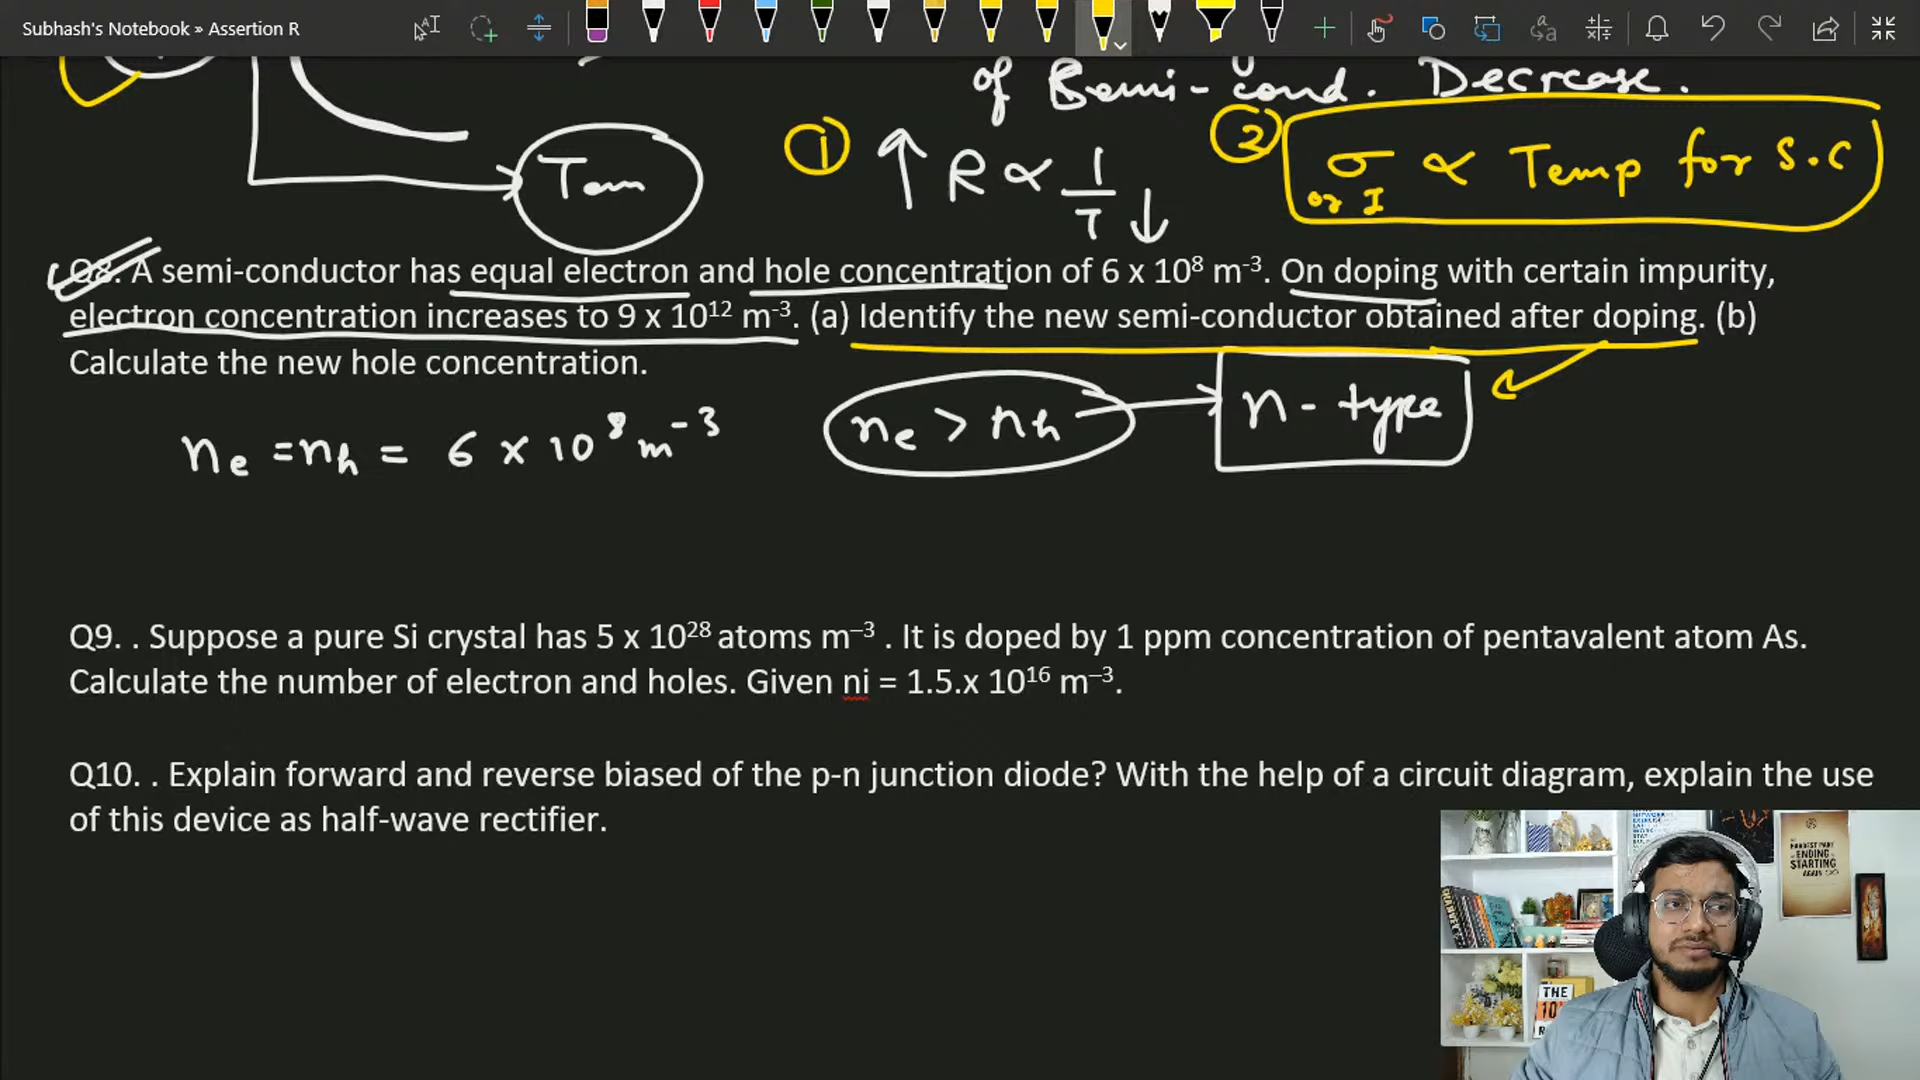 Subhash's Notebook » Assertion R
of Semi-cond. Decrease.
① ↑ R ∝ 1/T ↓
② σ ∝ Temp for S.C
or I
Q8. A semi-conductor has equal electron and hole concentration of 6 x 10⁸ m⁻³. On doping with certain impurity,
electron concentration increases to 9 x 10¹² m⁻³. (a) Identify the new semi-conductor obtained after doping. (b)
Calculate the new hole concentration.
nₑ > nₕ → n - type
nₑ = nₕ = 6 x 10⁸ m⁻³
Q9. . Suppose a pure Si crystal has 5 x 10²⁸ atoms m⁻³ . It is doped by 1 ppm concentration of pentavalent atom As.
Calculate the number of electron and holes. Given ni = 1.5.x 10¹⁶ m⁻³.
Q10. . Explain forward and reverse biased of the p-n junction diode? With the help of a circuit diagram, explain the use
of this device as half-wave rectifier.
HARDEST PART
ENDING
STARTING
AGAIN
THE